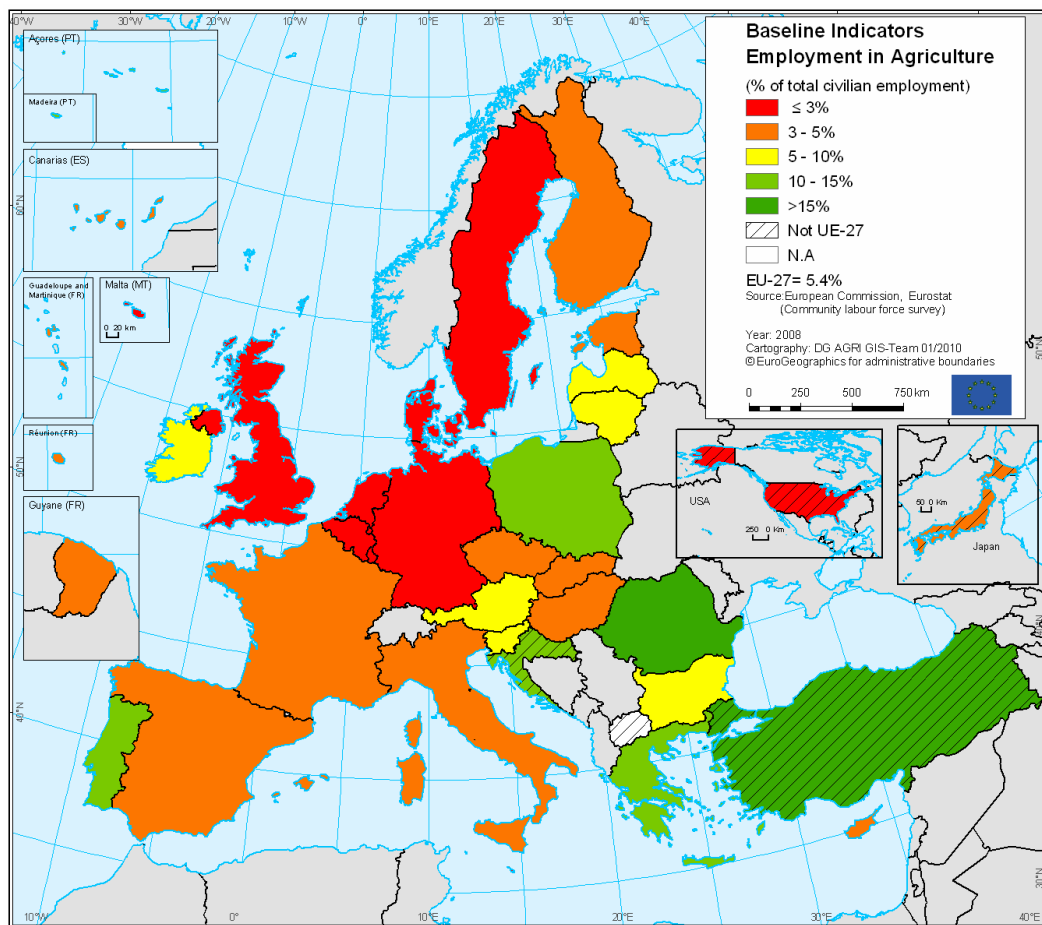 40°W 30°W 20°W 10°W 0° 10°E 20°E 30°E 40°E
Açores (PT)
Madeira (PT)
Canarias (ES)
Guadeloupe and
Martinique (FR)
Malta (MT)
0 20 km
Réunion (FR)
Guyane (FR)
Baseline Indicators
Employment in Agriculture
(% of total civilian employment)
≤ 3%
3 - 5%
5 - 10%
10 - 15%
>15%
Not UE-27
N.A
EU-27= 5.4%
Source:European Commission, Eurostat
(Community labour force survey)
Year: 2008
Cartography: DG AGRI GIS-Team 01/2010
© EuroGeographics for administrative boundaries
0 250 500 750 km
USA
250 0 Km
50 0 Km
Japan
60°N
50°N
40°N
50°N
40°N
30°N
10°W 0° 10°E 20°E 30°E